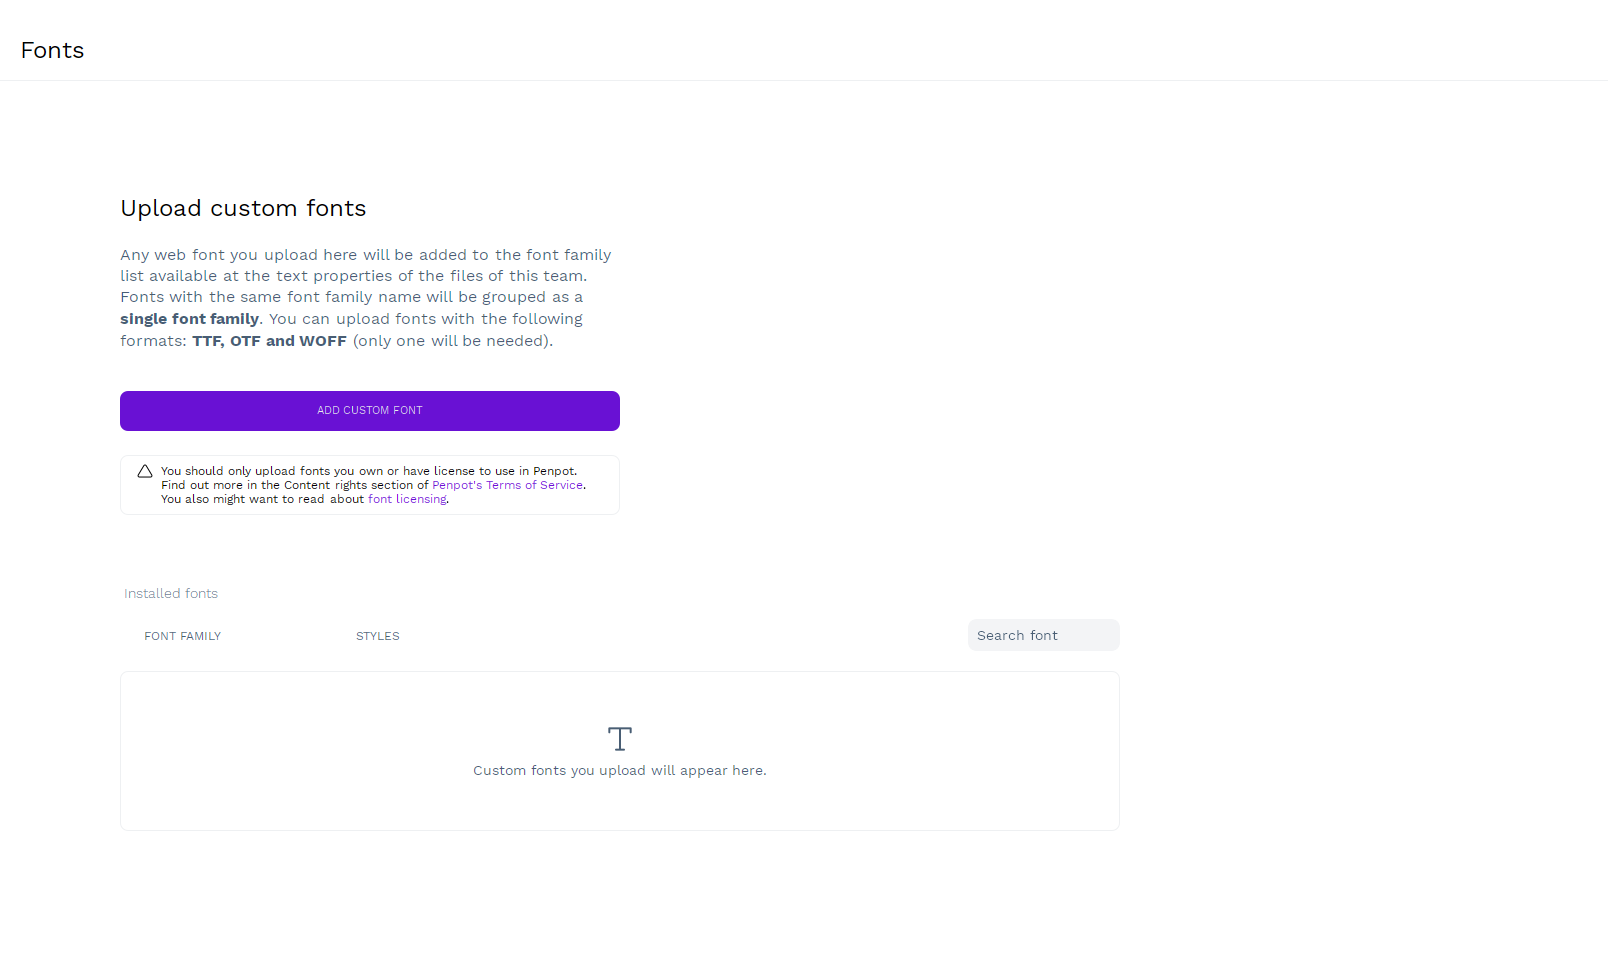 Fonts
Upload custom fonts
Any web font you upload here will be added to the font family
list available at the text properties of the files of this team.
Fonts with the same font family name will be grouped as a
single font family. You can upload fonts with the following
formats: TTF, OTF and WOFF (only one will be needed).
ADD CUSTOM FONT
You should only upload fonts you own or have license to use in Penpot.
Find out more in the Content rights section of Penpot's Terms of Service.
You also might want to read about font licensing.
Installed fonts
FONT FAMILY
STYLES
Search font
Custom fonts you upload will appear here.